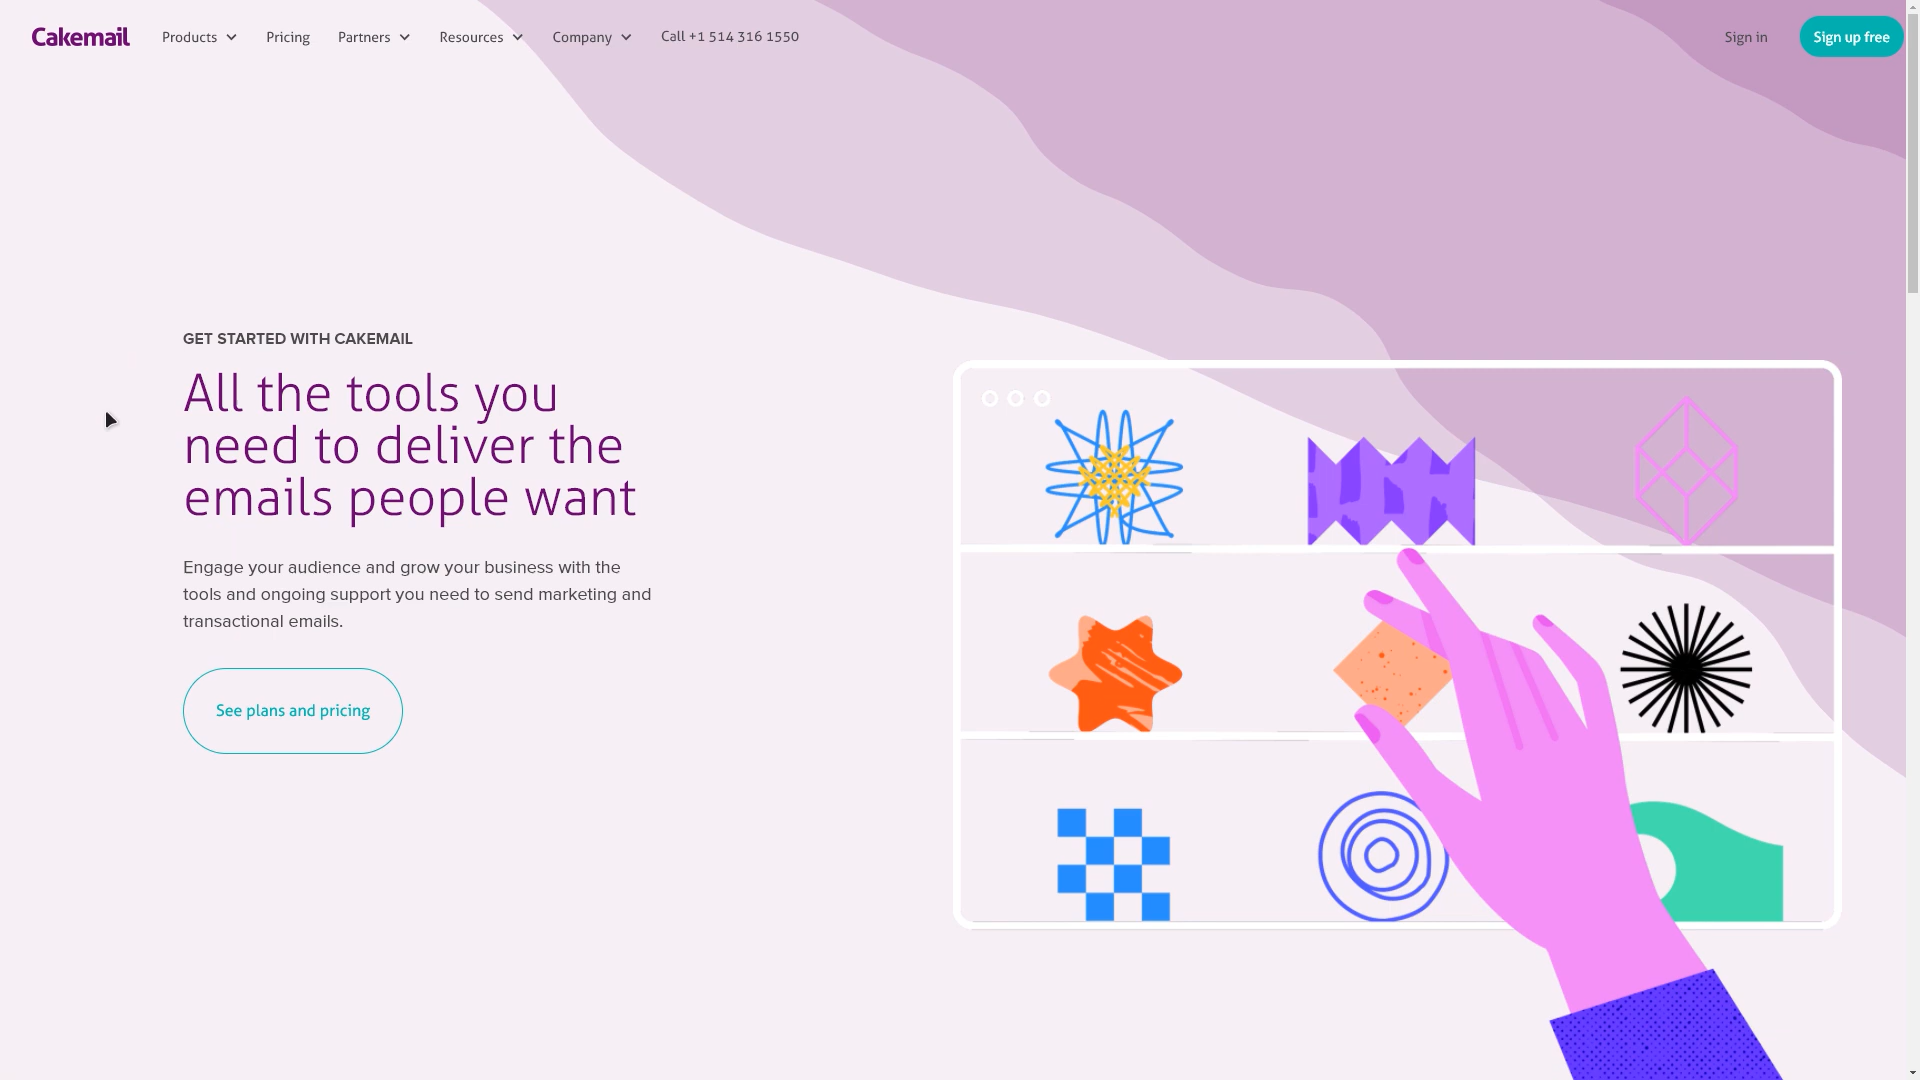 Cakemail
Products
Pricing
Partners
Resources
Company
Call +1 514 316 1550
Sign in
Sign up free
GET STARTED WITH CAKEMAIL
All the tools you
need to deliver the
emails people want
Engage your audience and grow your business with the
tools and ongoing support you need to send marketing and
transactional emails.
See plans and pricing